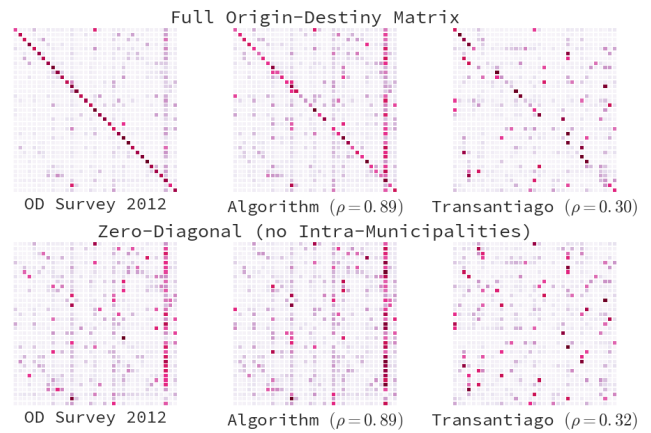 Full Origin-Destiny Matrix
OD Survey 2012
Algorithm (ρ=0.89)
Transantiago (ρ=0.30)
Zero-Diagonal (no Intra-Municipalities)
OD Survey 2012
Algorithm (ρ=0.89)
Transantiago (ρ=0.32)